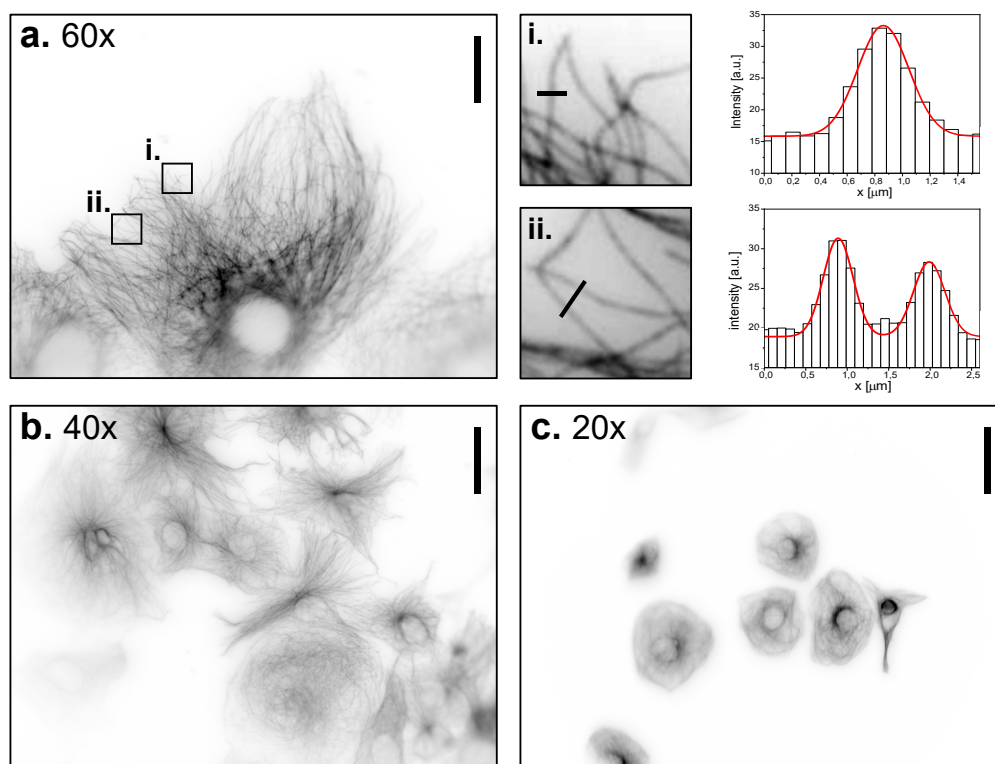 a. 60x
i.
ii.
i.
Intensity [a.u.]
35
30
25
20
15
10
0,0 0,2 0,4 0,6 0,8 1,0 1,2 1,4
x [μm]
ii.
intensity [a.u.]
35
30
25
20
15
0,0 0,5 1,0 1,5 2,0 2,5
x [μm]
b. 40x
c. 20x